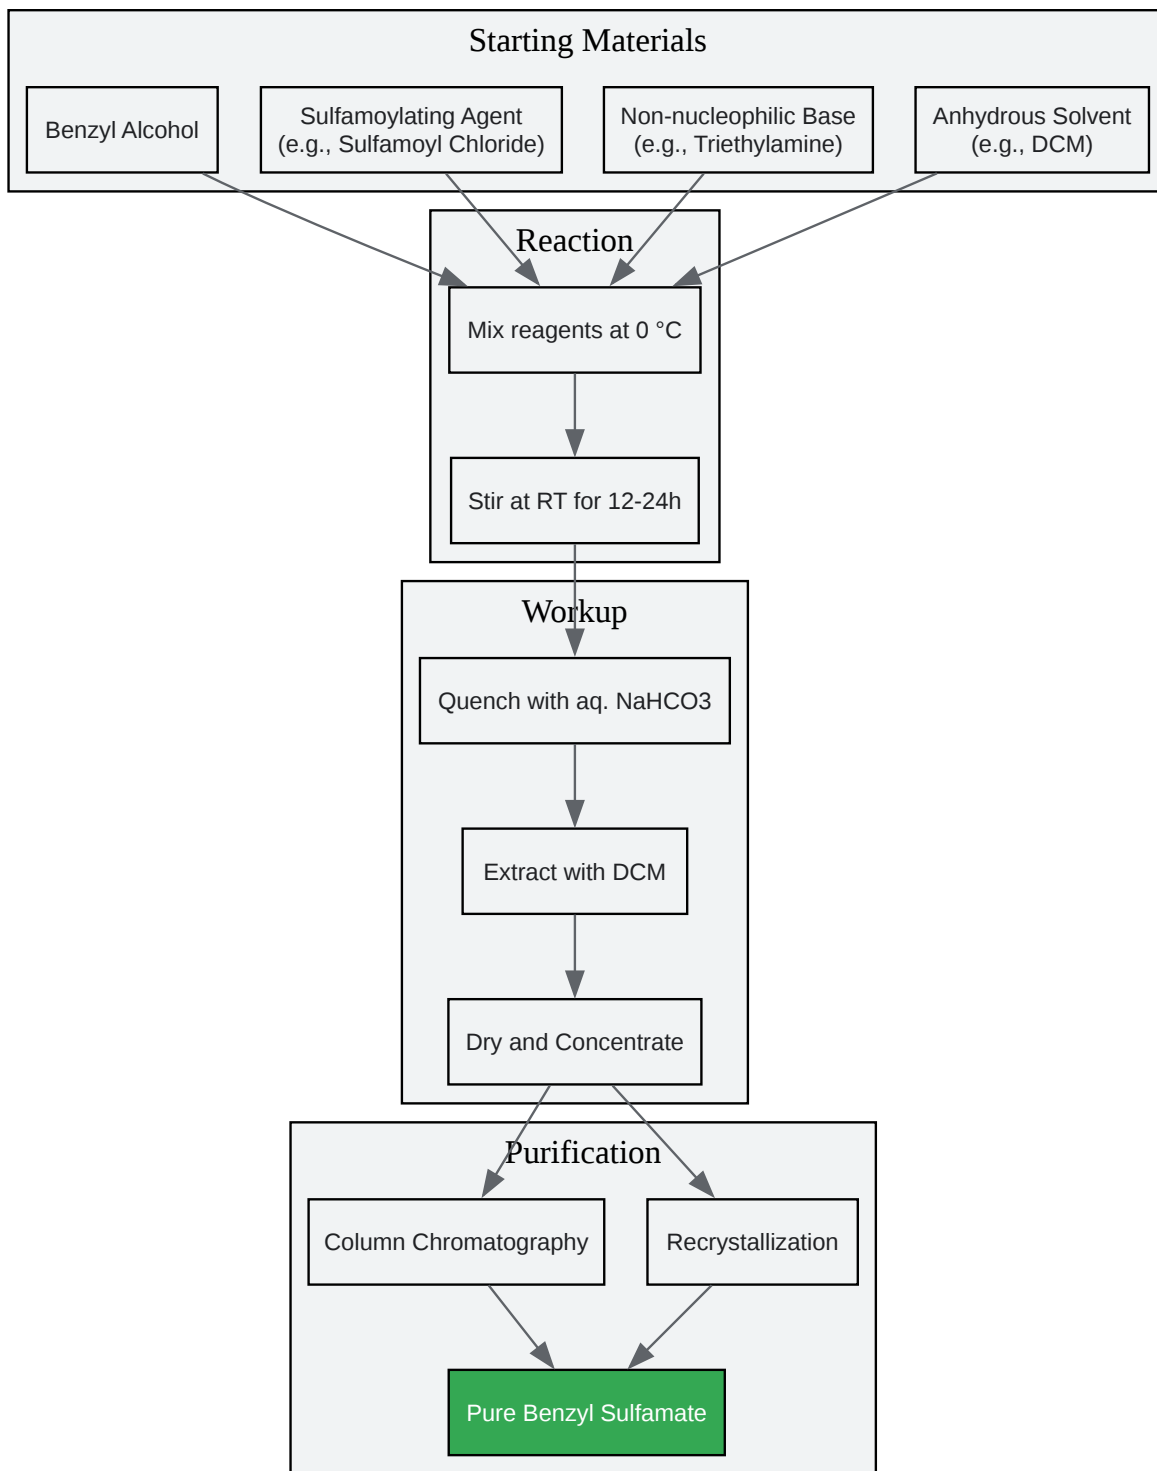 Starting Materials
Benzyl Alcohol
Sulfamoylating Agent
(e.g., Sulfamoyl Chloride)
Non-nucleophilic Base
(e.g., Triethylamine)
Anhydrous Solvent
(e.g., DCM)
Reaction
Mix reagents at 0 °C
Stir at RT for 12-24h
Workup
Quench with aq. NaHCO3
Extract with DCM
Dry and Concentrate
Purification
Column Chromatography
Recrystallization
Pure Benzyl Sulfamate